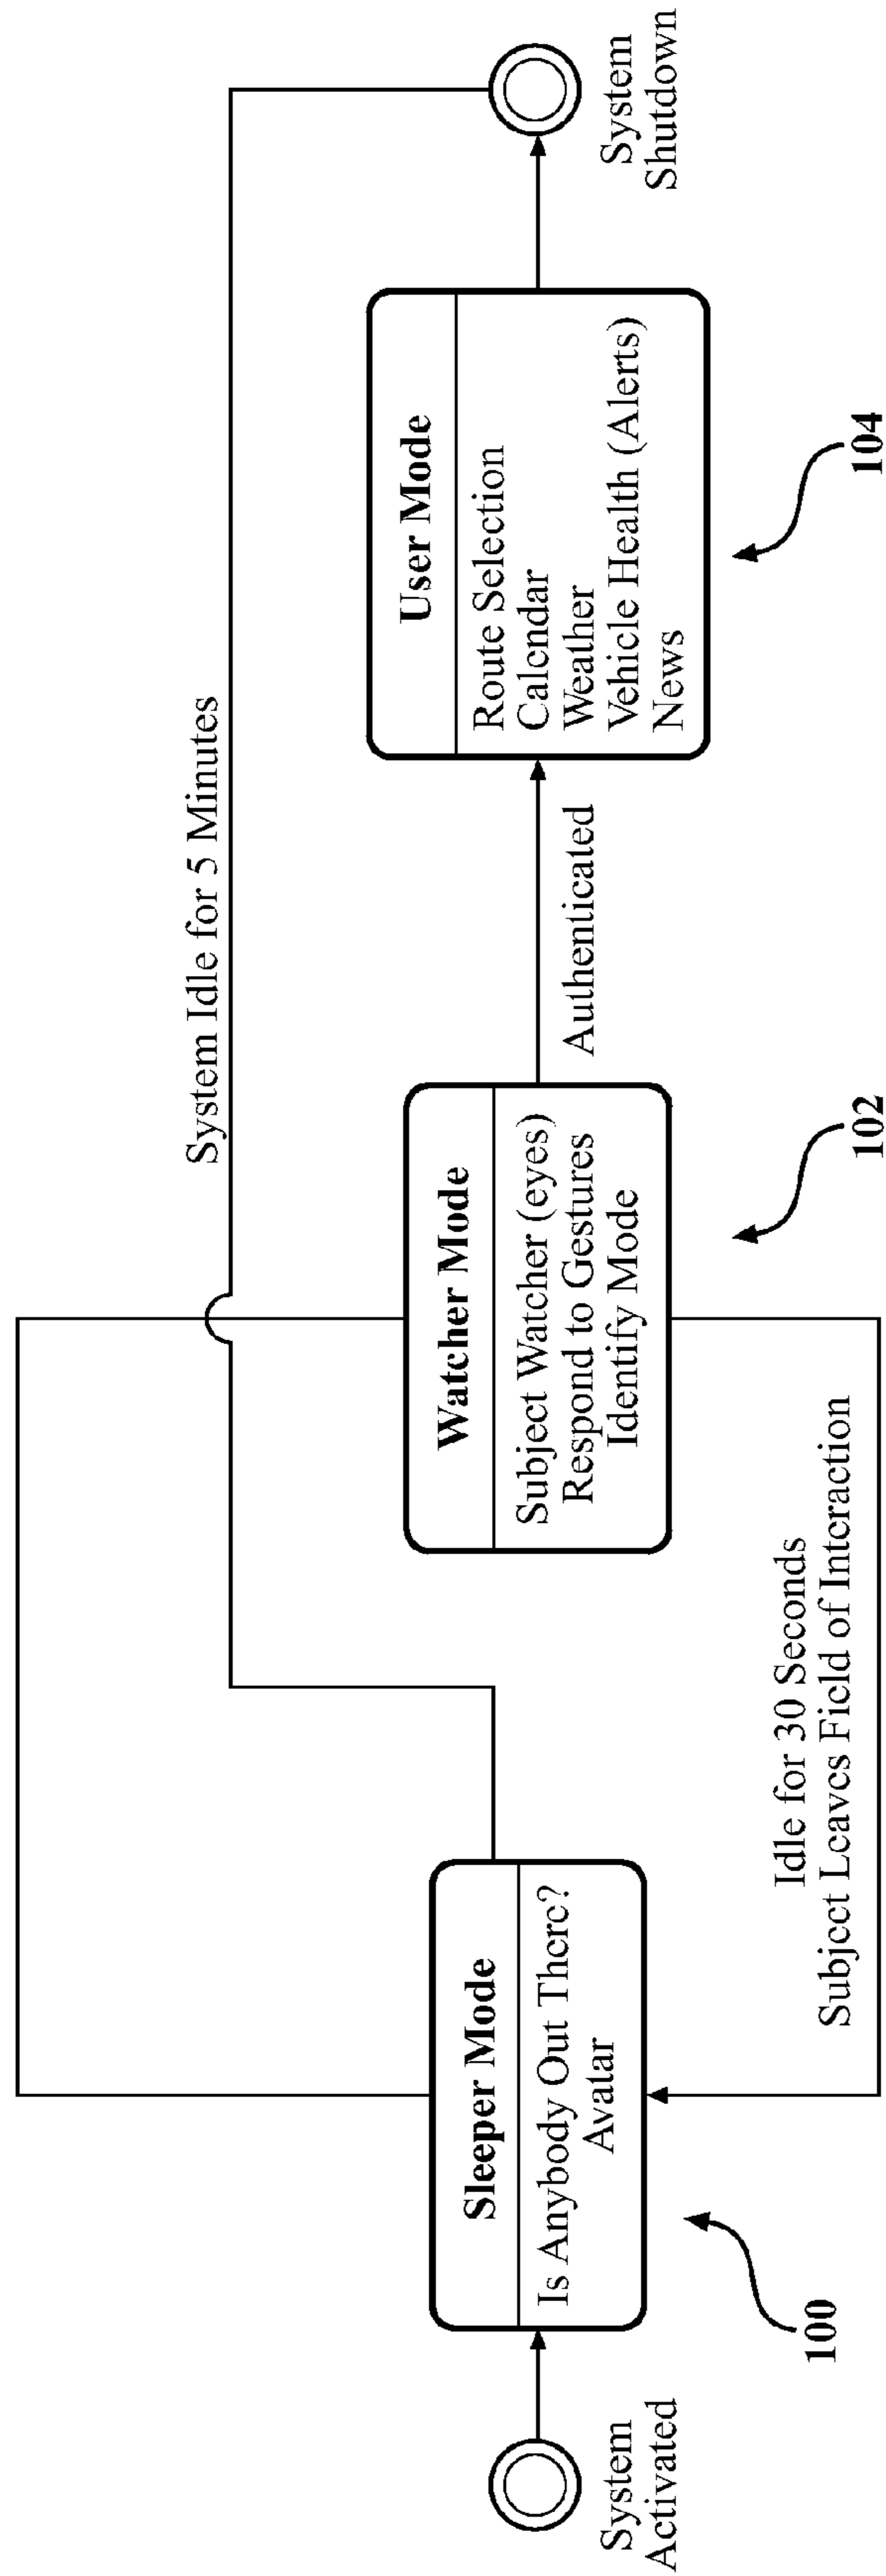 System Idle for 5 Minutes
System
Activated
Sleeper Mode
Is Anybody Out There?
Avatar
100
Idle for 30 Seconds
Subject Leaves Field of Interaction
Watcher Mode
Subject Watcher (eyes)
Respond to Gestures
Identify Mode
102
Authenticated
User Mode
Route Selection
Calendar
Weather
Vehicle Health (Alerts)
News
104
System
Shutdown